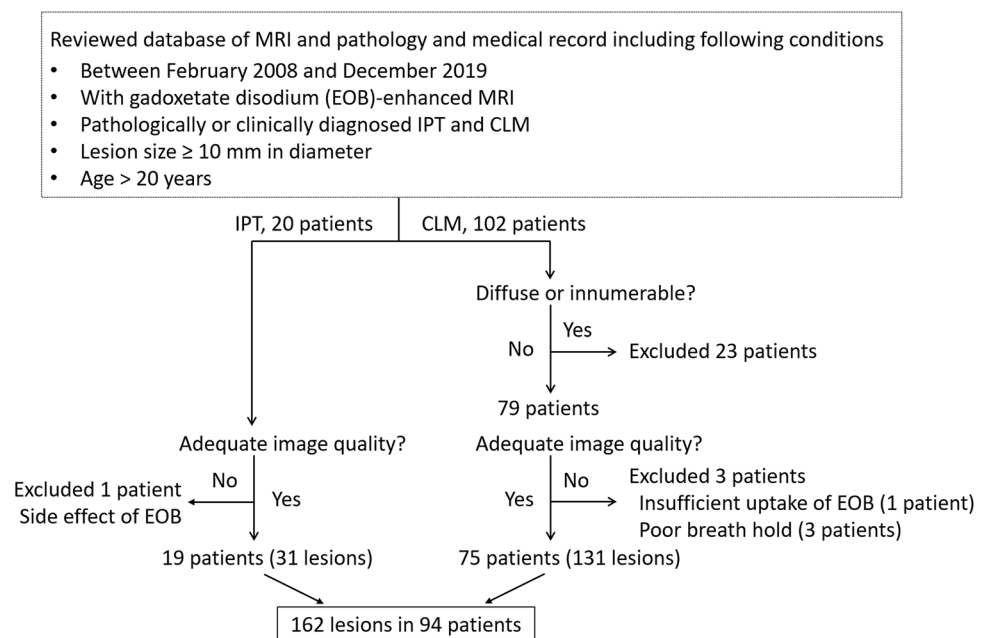 Reviewed database of MRI and pathology and medical record including following conditions
• Between February 2008 and December 2019
• With gadoxetate disodium (EOB)-enhanced MRI
• Pathologically or clinically diagnosed IPT and CLM
• Lesion size ≥ 10 mm in diameter
• Age > 20 years
IPT, 20 patients
CLM, 102 patients
Diffuse or innumerable?
Yes
No
Excluded 23 patients
79 patients
Adequate image quality?
No
Yes
Excluded 1 patient
Side effect of EOB
19 patients (31 lesions)
Adequate image quality?
No
Yes
Excluded 3 patients
Insufficient uptake of EOB (1 patient)
Poor breath hold (3 patients)
75 patients (131 lesions)
162 lesions in 94 patients